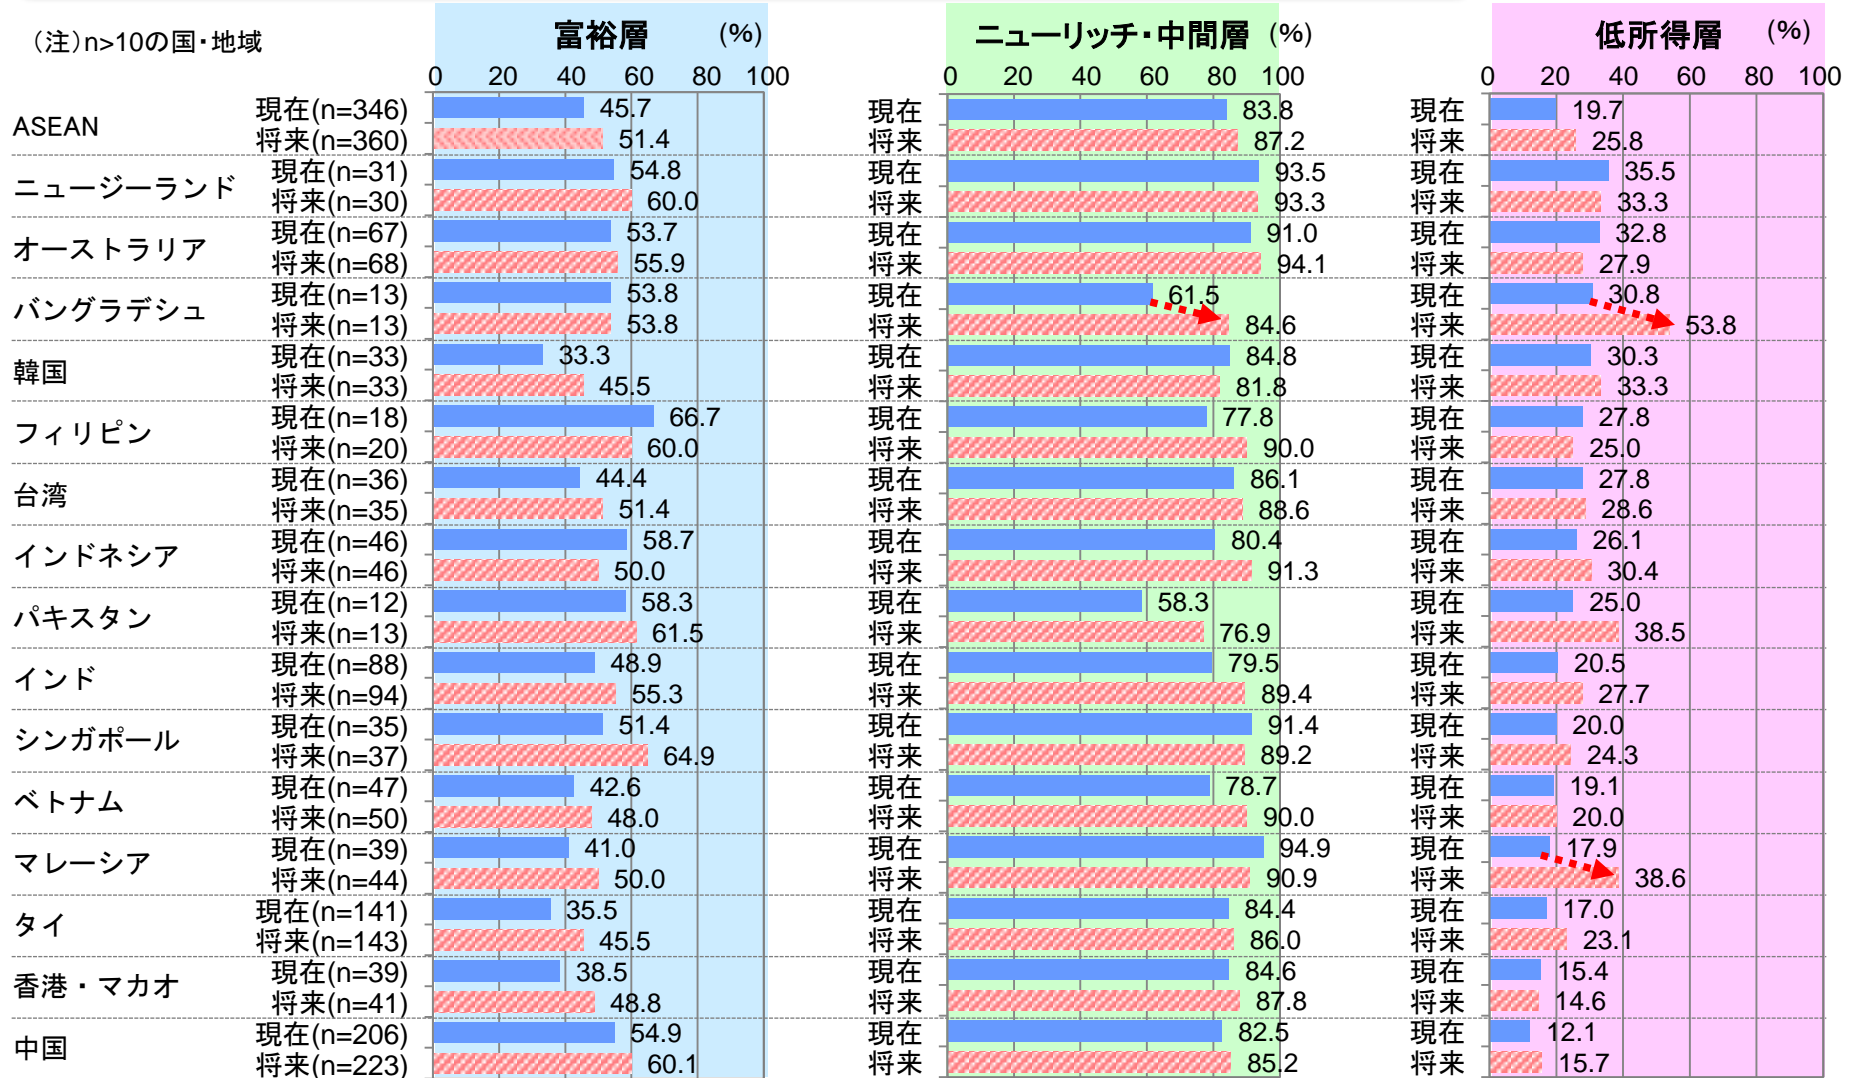 （注）n>10の国・地域
富裕層 (%)
ニューリッチ・中間層 (%)
低所得層 (%)
0 20 40 60 80 100
0 20 40 60 80 100
0 20 40 60 80 100
ASEAN
現在(n=346) 45.7 現在 83.8 現在 19.7
将来(n=360) 51.4 将来 87.2 将来 25.8
ニュージーランド
現在(n=31) 54.8 現在 93.5 現在 35.5
将来(n=30) 60.0 将来 93.3 将来 33.3
オーストラリア
現在(n=67) 53.7 現在 91.0 現在 32.8
将来(n=68) 55.9 将来 94.1 将来 27.9
バングラデシュ
現在(n=13) 53.8 現在 61.5 現在 30.8
将来(n=13) 53.8 将来 84.6 将来 53.8
韓国
現在(n=33) 33.3 現在 84.8 現在 30.3
将来(n=33) 45.5 将来 81.8 将来 33.3
フィリピン
現在(n=18) 66.7 現在 77.8 現在 27.8
将来(n=20) 60.0 将来 90.0 将来 25.0
台湾
現在(n=36) 44.4 現在 86.1 現在 27.8
将来(n=35) 51.4 将来 88.6 将来 28.6
インドネシア
現在(n=46) 58.7 現在 80.4 現在 26.1
将来(n=46) 50.0 将来 91.3 将来 30.4
パキスタン
現在(n=12) 58.3 現在 58.3 現在 25.0
将来(n=13) 61.5 将来 76.9 将来 38.5
インド
現在(n=88) 48.9 現在 79.5 現在 20.5
将来(n=94) 55.3 将来 89.4 将来 27.7
シンガポール
現在(n=35) 51.4 現在 91.4 現在 20.0
将来(n=37) 64.9 将来 89.2 将来 24.3
ベトナム
現在(n=47) 42.6 現在 78.7 現在 19.1
将来(n=50) 48.0 将来 90.0 将来 20.0
マレーシア
現在(n=39) 41.0 現在 94.9 現在 17.9
将来(n=44) 50.0 将来 90.9 将来 38.6
タイ
現在(n=141) 35.5 現在 84.4 現在 17.0
将来(n=143) 45.5 将来 86.0 将来 23.1
香港・マカオ
現在(n=39) 38.5 現在 84.6 現在 15.4
将来(n=41) 48.8 将来 87.8 将来 14.6
中国
現在(n=206) 54.9 現在 82.5 現在 12.1
将来(n=223) 60.1 将来 85.2 将来 15.7